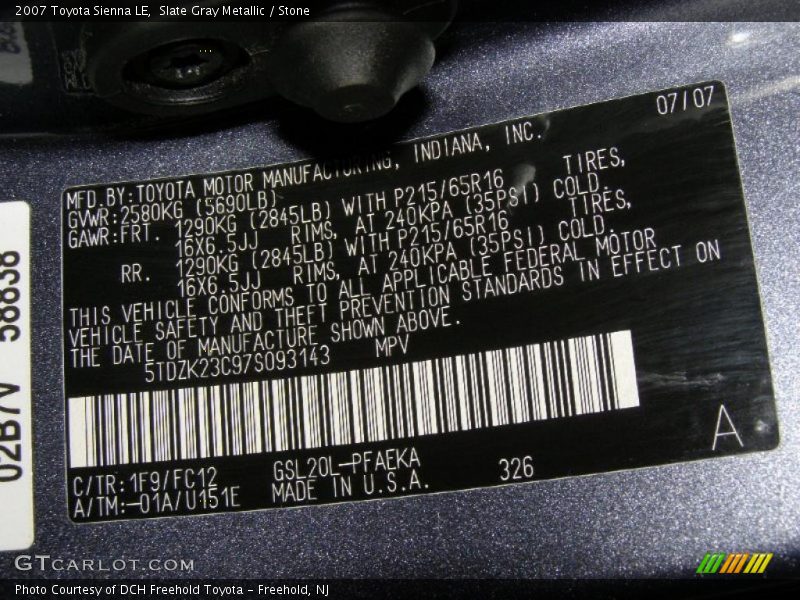 2007 Toyota Sienna LE,  Slate Gray Metallic / Stone
07/07
MFD. BY: TOYOTA MOTOR MANUFACTURING, INDIANA, INC.
GVWR: 2580KG (5690LB)
GAWR: FRT. 1290KG (2845LB) WITH P215/65R16 TIRES,
16X6.5JJ RIMS, AT 240KPA (35PSI) COLD.
RR. 1290KG (2845LB) WITH P215/65R16 TIRES,
16X6.5JJ RIMS, AT 240KPA (35PSI) COLD.
THIS VEHICLE CONFORMS TO ALL APPLICABLE FEDERAL MOTOR
VEHICLE SAFETY AND THEFT PREVENTION STANDARDS IN EFFECT ON
THE DATE OF MANUFACTURE SHOWN ABOVE.
5TDZK23C97S093143 MPV
C/TR: 1F9/FC12 GSL20L-PFAEKA 326
A/TM: -01A/U151E MADE IN U.S.A.
A
02B7V 58838
GTCARLOT.COM
Photo Courtesy of DCH Freehold Toyota - Freehold, NJ